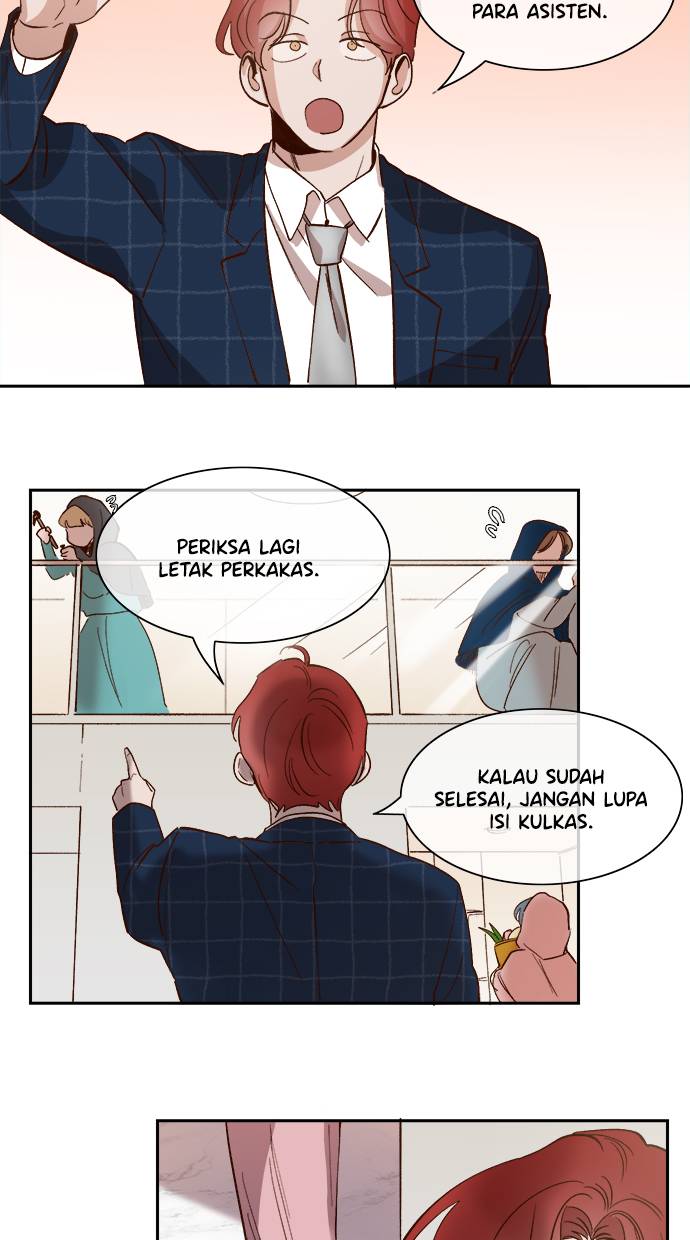 PARA ASISTEN.
PERIKSA LAGI
LETAK PERKAKAS.
KALAU SUDAH
SELESAI, JANGAN LUPA
ISI KULKAS.